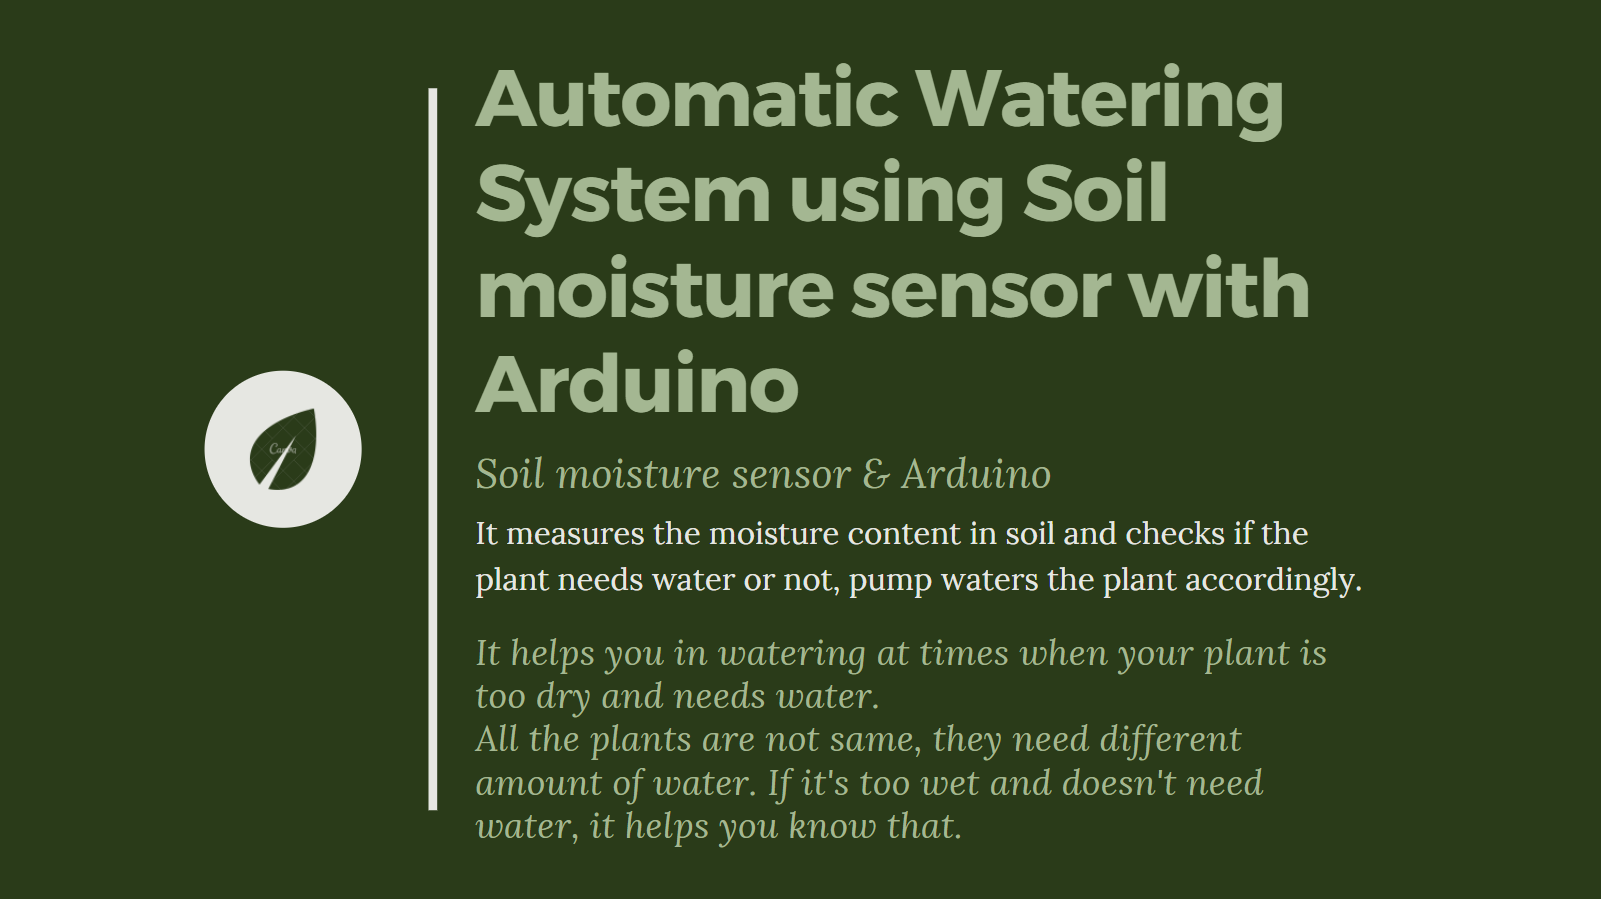 Automatic Watering
System using Soil
moisture sensor with
Arduino
Canva
Soil moisture sensor & Arduino
It measures the moisture content in soil and checks if the
plant needs water or not, pump waters the plant accordingly.
It helps you in watering at times when your plant is
too dry and needs water.
All the plants are not same, they need different
amount of water. If it's too wet and doesn't need
water, it helps you know that.